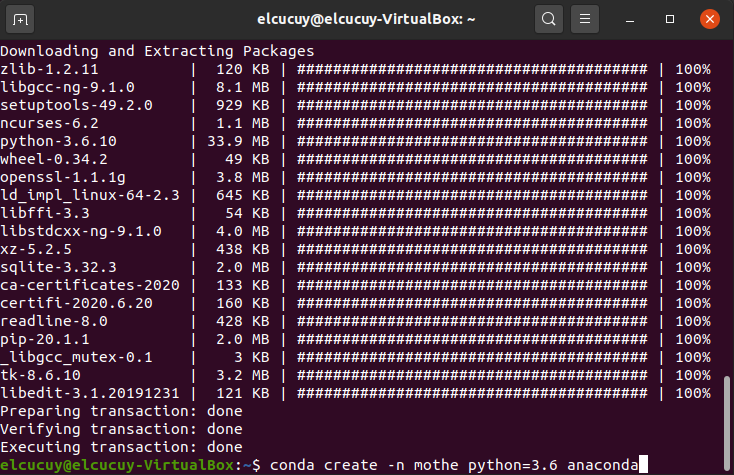 elcucuy@elcucuy-VirtualBox: ~
Downloading and Extracting Packages
zlib-1.2.11          | 120 KB | ####################################### | 100%
libgcc-ng-9.1.0      | 8.1 MB | ####################################### | 100%
setuptools-49.2.0    | 929 KB | ####################################### | 100%
ncurses-6.2          | 1.1 MB | ####################################### | 100%
python-3.6.10        | 33.9 MB | ####################################### | 100%
wheel-0.34.2         | 49 KB | ####################################### | 100%
openssl-1.1.1g       | 3.8 MB | ####################################### | 100%
ld_impl_linux-64-2.3 | 645 KB | ####################################### | 100%
libffi-3.3           | 54 KB | ####################################### | 100%
libstdcxx-ng-9.1.0   | 4.0 MB | ####################################### | 100%
xz-5.2.5             | 438 KB | ####################################### | 100%
sqlite-3.32.3        | 2.0 MB | ####################################### | 100%
ca-certificates-2020 | 133 KB | ####################################### | 100%
certifi-2020.6.20    | 160 KB | ####################################### | 100%
readline-8.0         | 428 KB | ####################################### | 100%
pip-20.1.1           | 2.0 MB | ####################################### | 100%
_libgcc_mutex-0.1    | 3 KB | ####################################### | 100%
tk-8.6.10            | 3.2 MB | ####################################### | 100%
libedit-3.1.20191231 | 121 KB | ####################################### | 100%
Preparing transaction: done
Verifying transaction: done
Executing transaction: done
elcucuy@elcucuy-VirtualBox:~$ conda create -n mothe python=3.6 anaconda